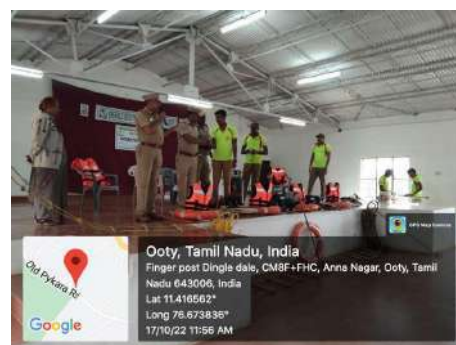 GPS Map Camera
Old Pykara Rd
Google
Ooty, Tamil Nadu, India
Finger post Dingle dale, CM8F+FHC, Anna Nagar, Ooty, Tamil
Nadu 643006, India
Lat 11.416562°
Long 76.673836°
17/10/22 11:56 AM